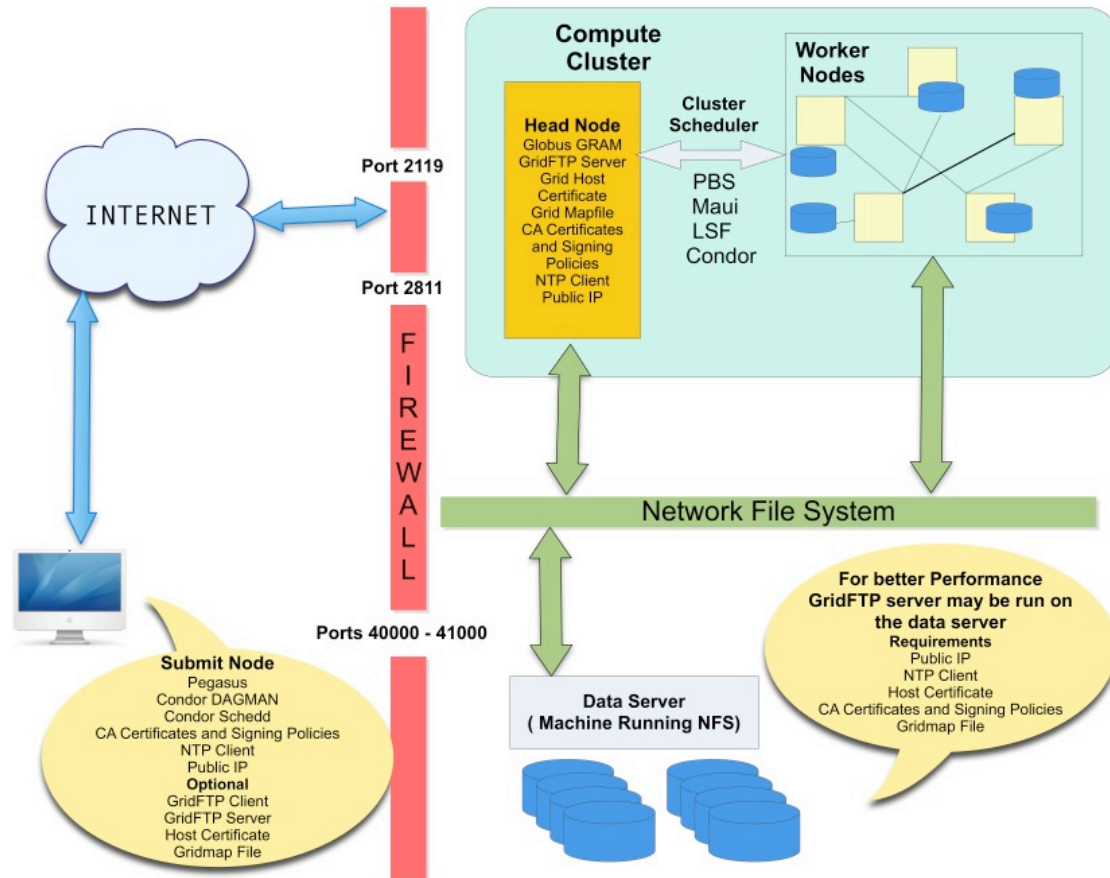 Compute
Cluster
Worker
Nodes
Head Node
Globus GRAM
GridFTP Server
Grid Host
Certificate
Grid Mapfile
CA Certificates
and Signing
Policies
NTP Client
Public IP
Cluster
Scheduler
PBS
Maui
LSF
Condor
INTERNET
Port 2119
Port 2811
FIREWALL
Ports 40000 - 41000
Network File System
Submit Node
Pegasus
Condor DAGMAN
Condor Schedd
CA Certificates and Signing Policies
NTP Client
Public IP
Optional
GridFTP Client
GridFTP Server
Host Certificate
Gridmap File
Data Server
( Machine Running NFS)
For better Performance
GridFTP server may be run on
the data server
Requirements
Public IP
NTP Client
Host Certificate
CA Certificates and Signing Policies
Gridmap File